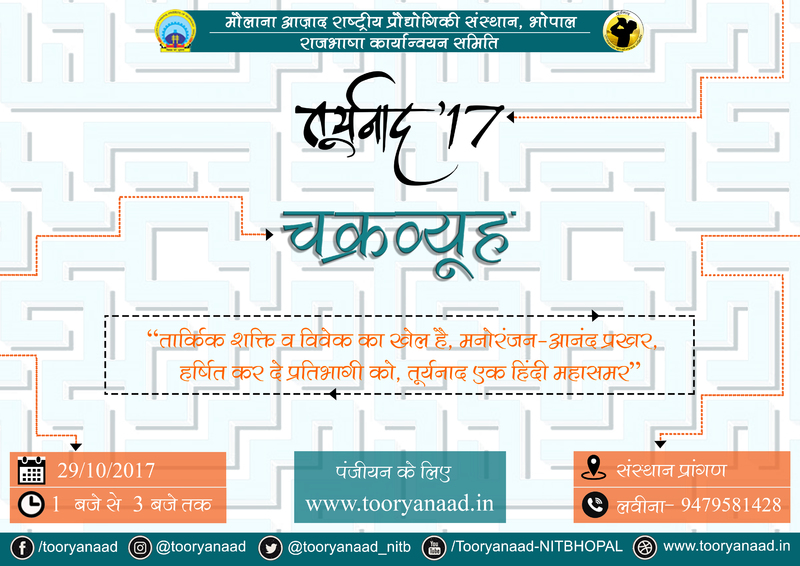 मौलाना आज़ाद राष्ट्रीय प्रौद्योगिकी संस्थान, भोपाल
राजभाषा कार्यान्वयन समिति
तूर्यनाद '17
चक्रव्यूह
“तार्किक शक्ति व विवेक का खेल है, मनोरंजन-आनंद प्रखर,
हर्षित कर दे प्रतिभागी को, तूर्यनाद एक हिंदी महासमर”
29/10/2017
1 बजे से 3 बजे तक
पंजीयन के लिए
www.tooryanaad.in
संस्थान प्रांगण
लवीना- 9479581428
/tooryanaad @tooryanaad @tooryanaad_nitb /Tooryanaad-NITBHOPAL www.tooryanaad.in